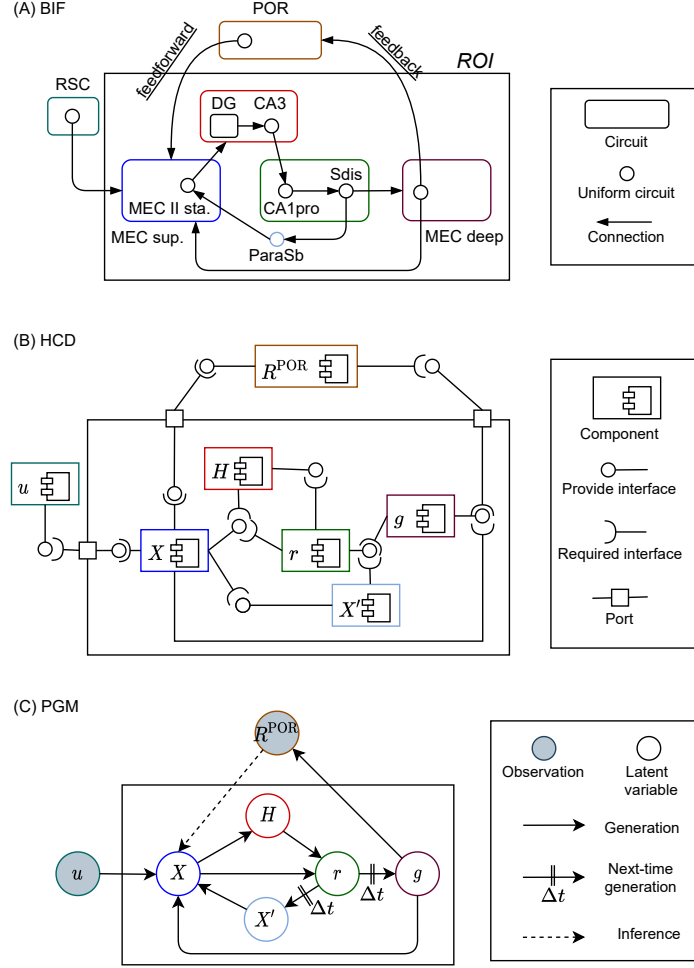 (A) BIF
POR
feedforward
feedback
ROI
RSC
DG
CA3
Sdis
MEC II sta.
CA1pro
MEC sup.
ParaSb
MEC deep
Circuit
Uniform circuit
Connection
(B) HCD
R^POR
H
u
g
X
r
X′
Component
Provide interface
Required interface
Port
(C) PGM
R^POR
H
u
X
r
g
Δt
Δt
X′
Observation
Latent
variable
Generation
Next-time
generation
Δt
Inference